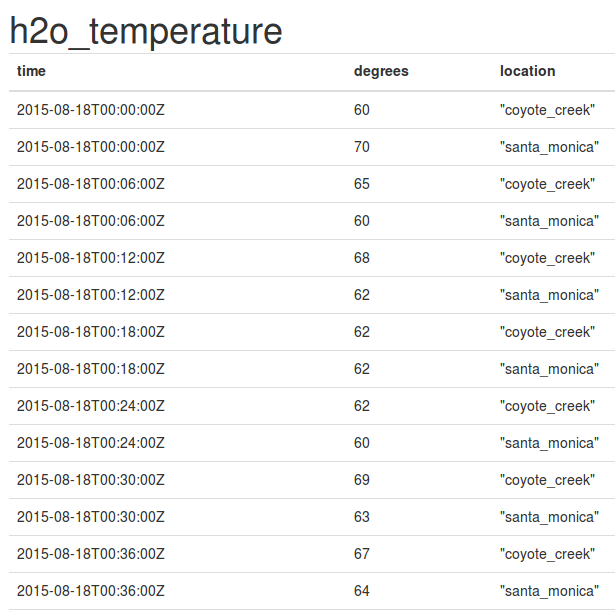 h2o_temperature
time degrees location
2015-08-18T00:00:00Z 60 "coyote_creek"
2015-08-18T00:00:00Z 70 "santa_monica"
2015-08-18T00:06:00Z 65 "coyote_creek"
2015-08-18T00:06:00Z 60 "santa_monica"
2015-08-18T00:12:00Z 68 "coyote_creek"
2015-08-18T00:12:00Z 62 "santa_monica"
2015-08-18T00:18:00Z 62 "coyote_creek"
2015-08-18T00:18:00Z 62 "santa_monica"
2015-08-18T00:24:00Z 62 "coyote_creek"
2015-08-18T00:24:00Z 60 "santa_monica"
2015-08-18T00:30:00Z 69 "coyote_creek"
2015-08-18T00:30:00Z 63 "santa_monica"
2015-08-18T00:36:00Z 67 "coyote_creek"
2015-08-18T00:36:00Z 64 "santa_monica"